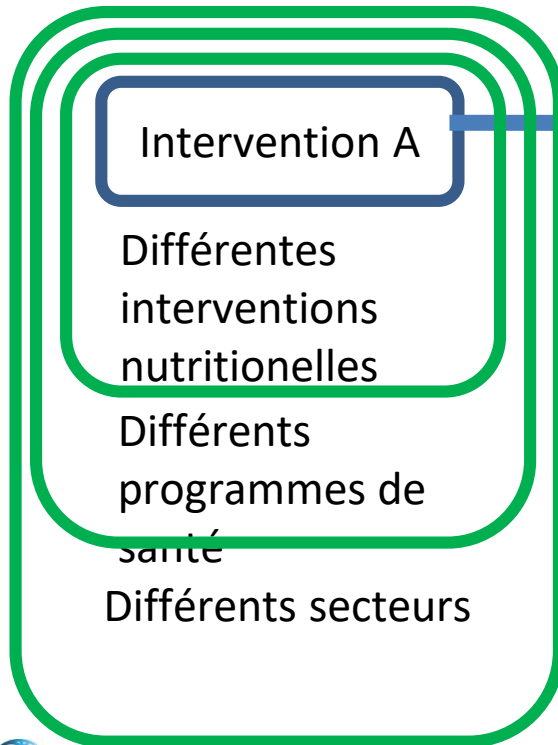 Intervention A
Différentes
interventions
nutritionelles
Différents
programmes de
santé
Différents secteurs